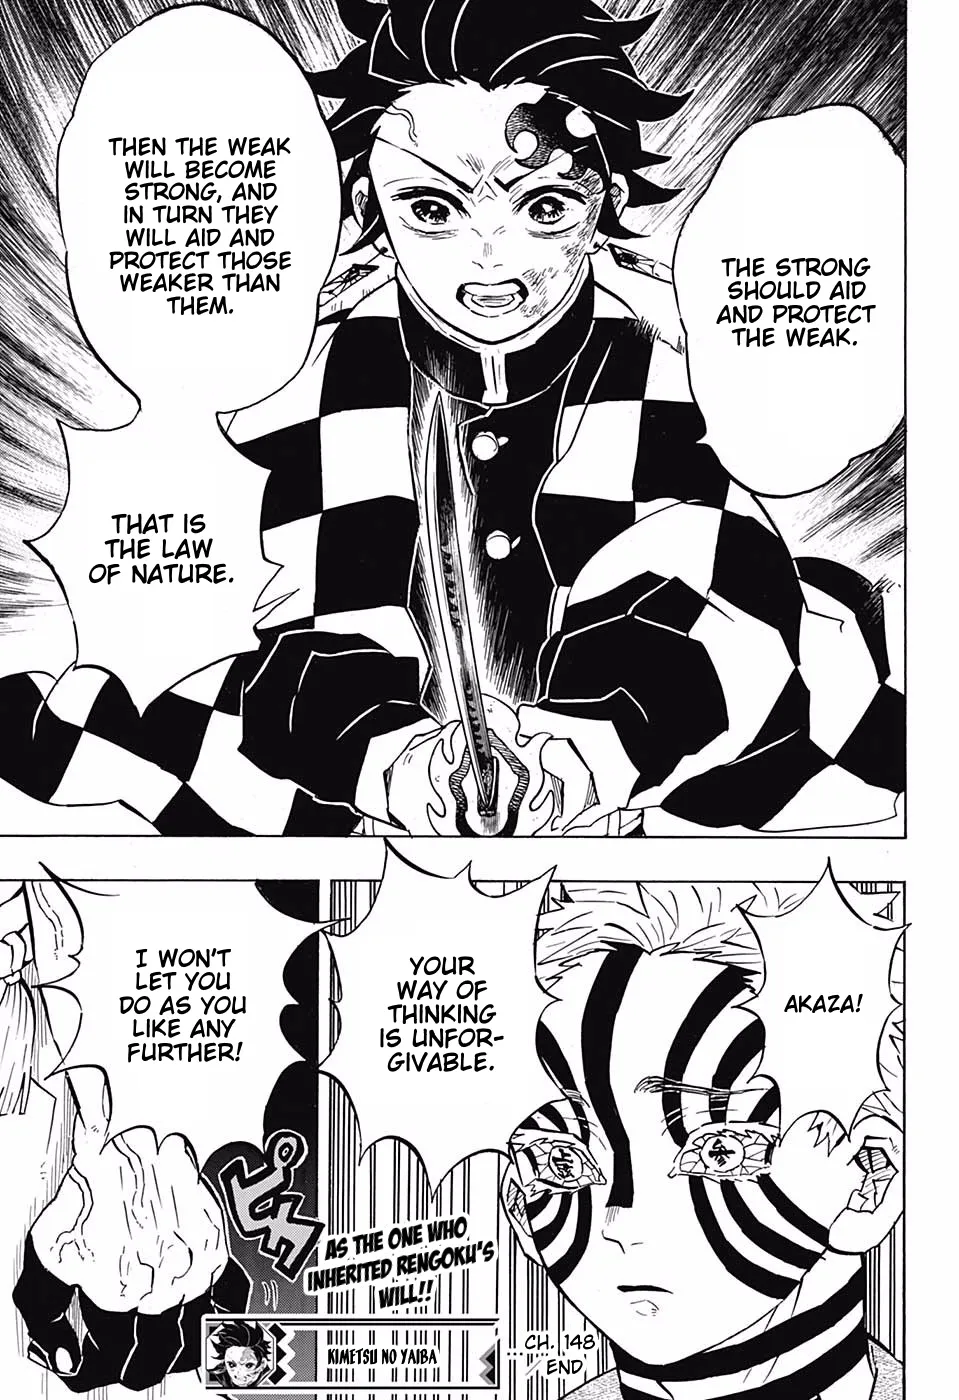 THE STRONG
SHOULD AID
AND PROTECT
THE WEAK.
THEN THE WEAK
WILL BECOME
STRONG, AND
IN TURN THEY
WILL AID AND
PROTECT THOSE
WEAKER THAN
THEM.
THAT IS
THE LAW
OF NATURE.
AKAZA!
YOUR
WAY OF
THINKING
IS UNFOR-
GIVABLE.
I WON'T
LET YOU
DO AS YOU
LIKE ANY
FURTHER!
ピキ
AS THE ONE WHO
INHERITED RENGOKU'S
WILL!!
KIMETSU NO YAIBA
CH. 148
END